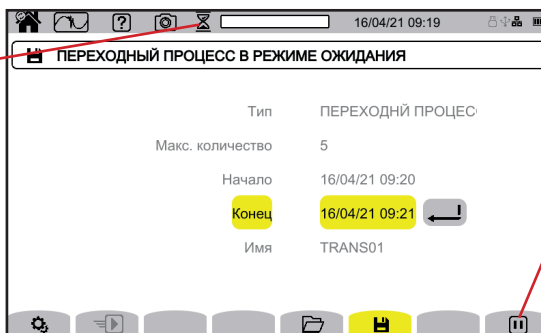 ? 16/04/21 09:19
ПЕРЕХОДНЫЙ ПРОЦЕСС В РЕЖИМЕ ОЖИДАНИЯ
Тип ПЕРЕХОДНЙ ПРОЦЕС
Макс. количество 5
Начало 16/04/21 09:20
Конец 16/04/21 09:21
Имя TRANS01